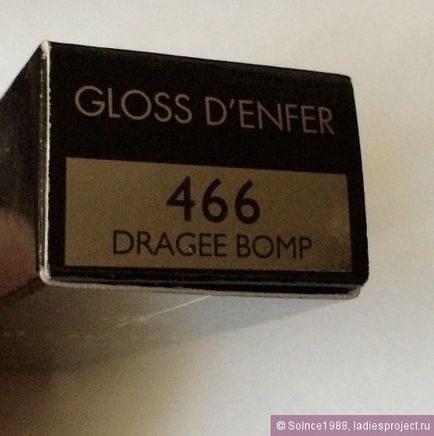 GLOSS D'ENFER
466
DRAGEE BOMP
© Solnce1988, ladiesproject.ru